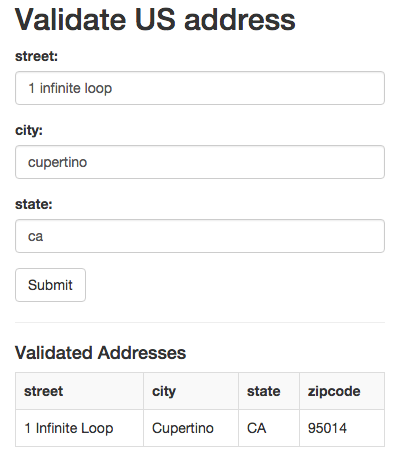 Validate US address
street:
1 infinite loop
city:
cupertino
state:
ca
Submit
Validated Addresses
street city state zipcode
1 Infinite Loop Cupertino CA 95014